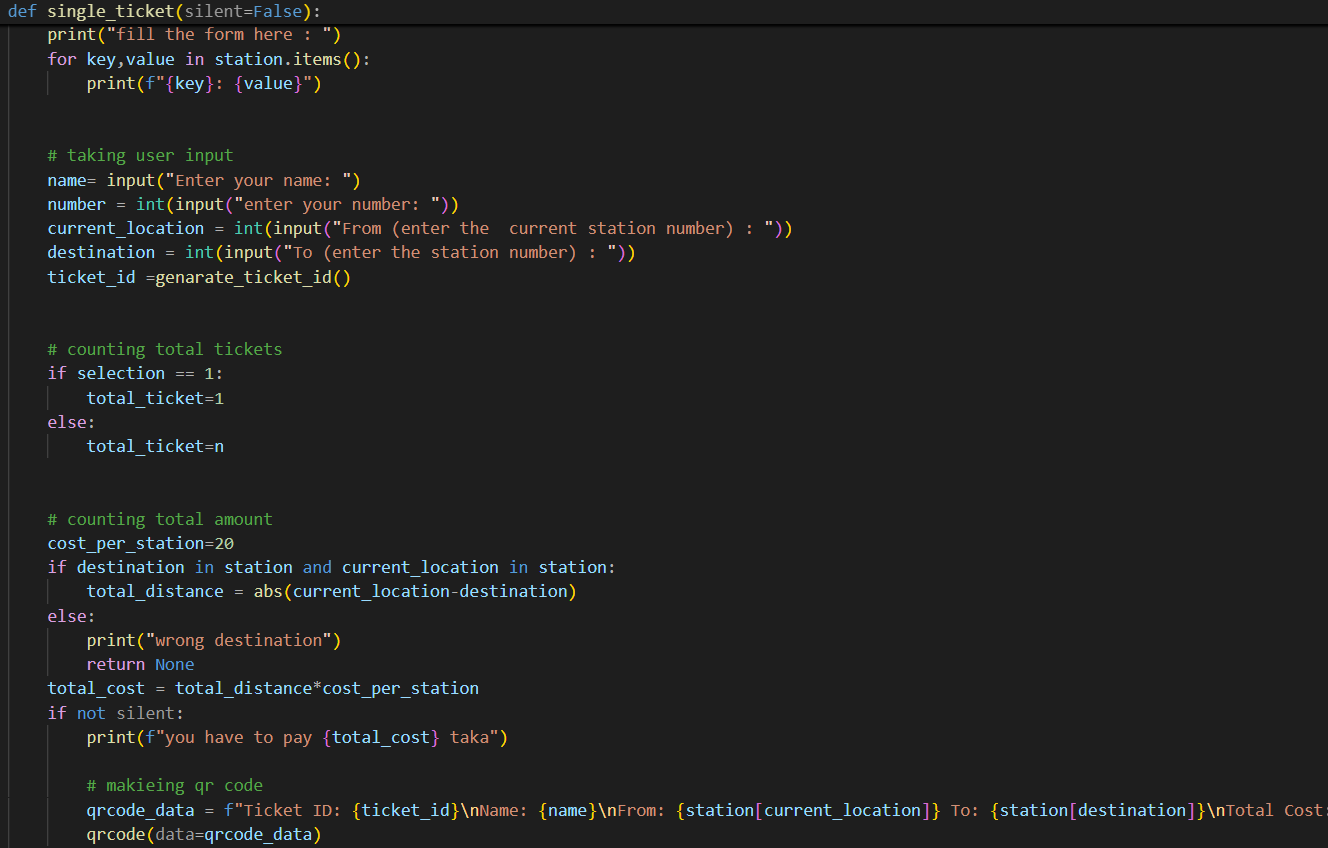 def single_ticket(silent=False):
    print("fill the form here : ")
    for key,value in station.items():
        print(f"{key}: {value}")
    # taking user input
    name= input("Enter your name: ")
    number = int(input("enter your number: "))
    current_location = int(input("From (enter the  current station number) : "))
    destination = int(input("To (enter the station number) : "))
    ticket_id =genarate_ticket_id()
    # counting total tickets
    if selection == 1:
        total_ticket=1
    else:
        total_ticket=n
    # counting total amount
    cost_per_station=20
    if destination in station and current_location in station:
        total_distance = abs(current_location-destination)
    else:
        print("wrong destination")
        return None
    total_cost = total_distance*cost_per_station
    if not silent:
        print(f"you have to pay {total_cost} taka")
        # makieing qr code
        qrcode_data = f"Ticket ID: {ticket_id}\nName: {name}\nFrom: {station[current_location]} To: {station[destination]}\nTotal Cost:
        qrcode(data=qrcode_data)